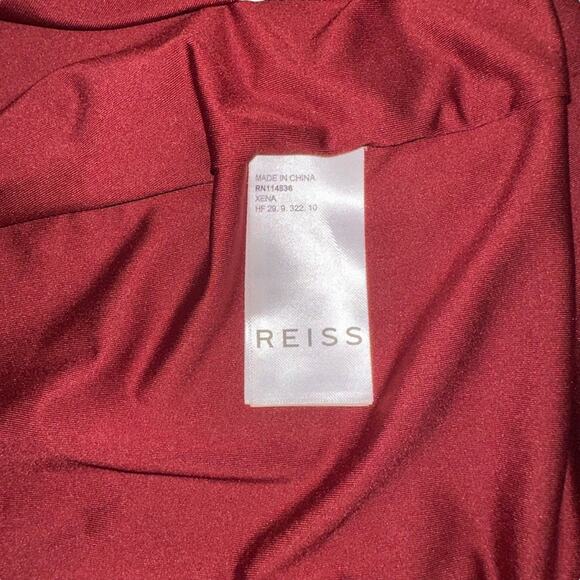 MADE IN CHINA
RN114836
XENA
HF 29. 9. 322. 10
REISS